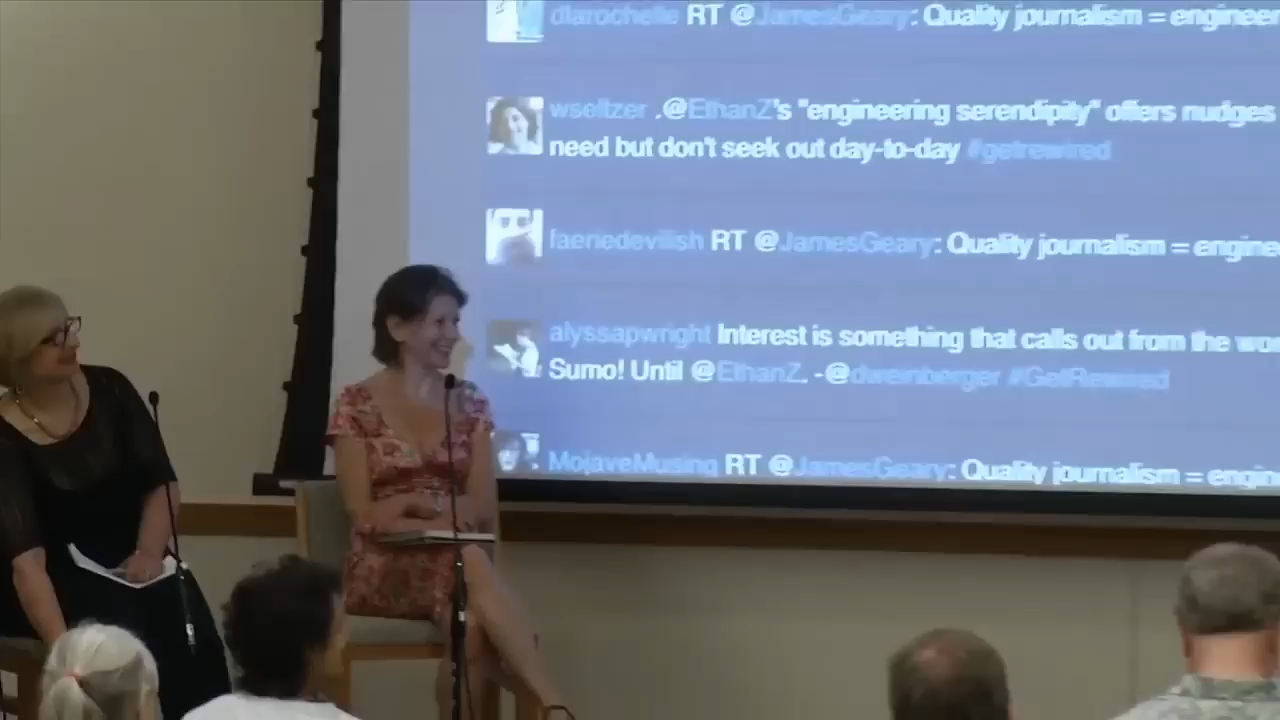 dlarochelle RT @JamesGeary: Quality journalism = engineer
wseltzer .@EthanZ's "engineering serendipity" offers nudges
need but don't seek out day-to-day #getrewired
faeriedevilish RT @JamesGeary: Quality journalism = engine
alyssapwright Interest is something that calls out from the wo
Sumo! Until @EthanZ. -@dweinberger #GetRewired
MojaveMusing RT @JamesGeary: Quality journalism = engin